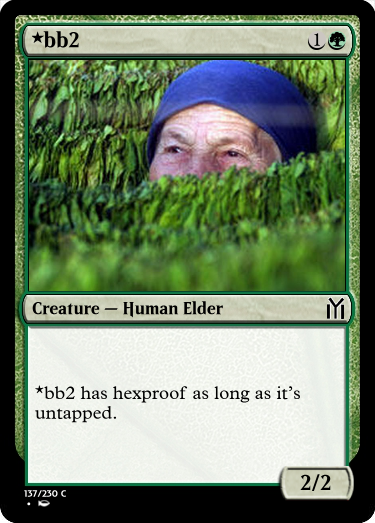 *bb2
1
Creature — Human Elder
*bb2 has hexproof as long as it's
untapped.
2/2
137/230 C